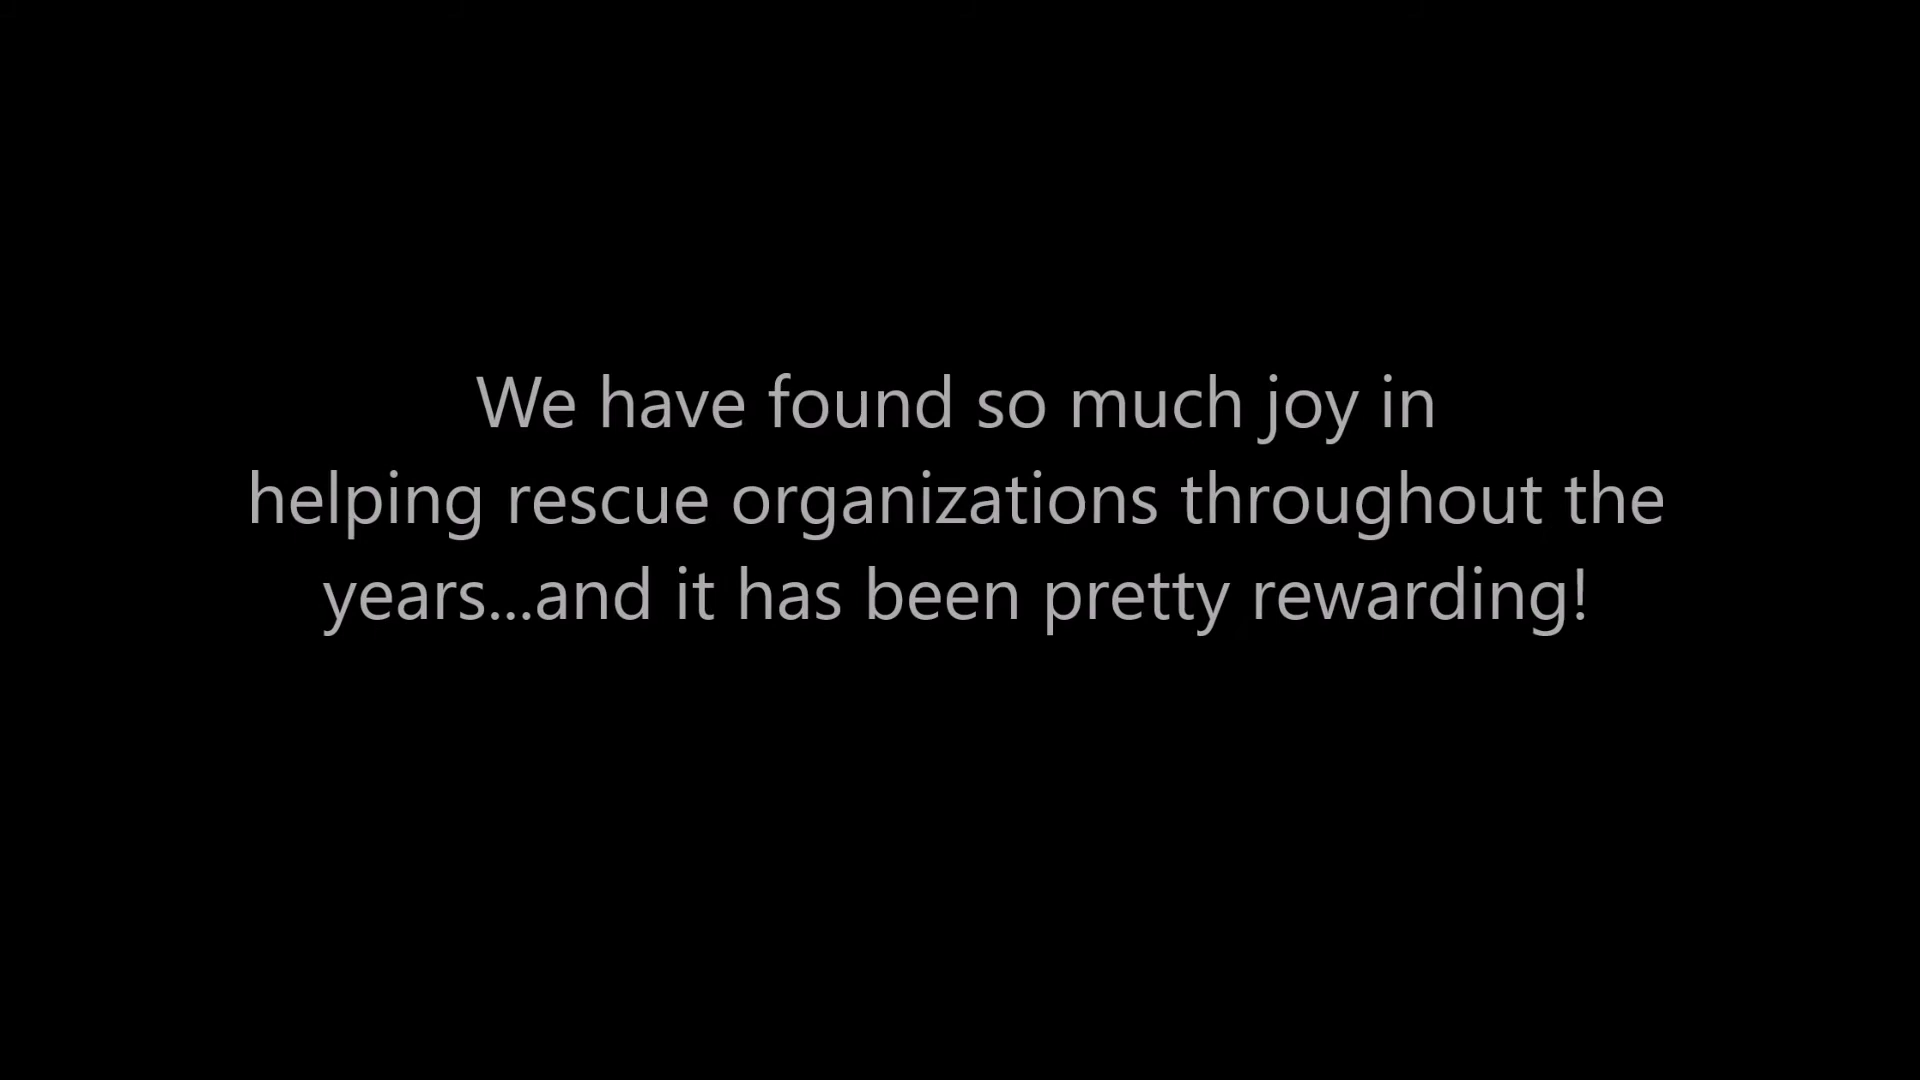 We have found so much joy in
helping rescue organizations throughout the
years...and it has been pretty rewarding!